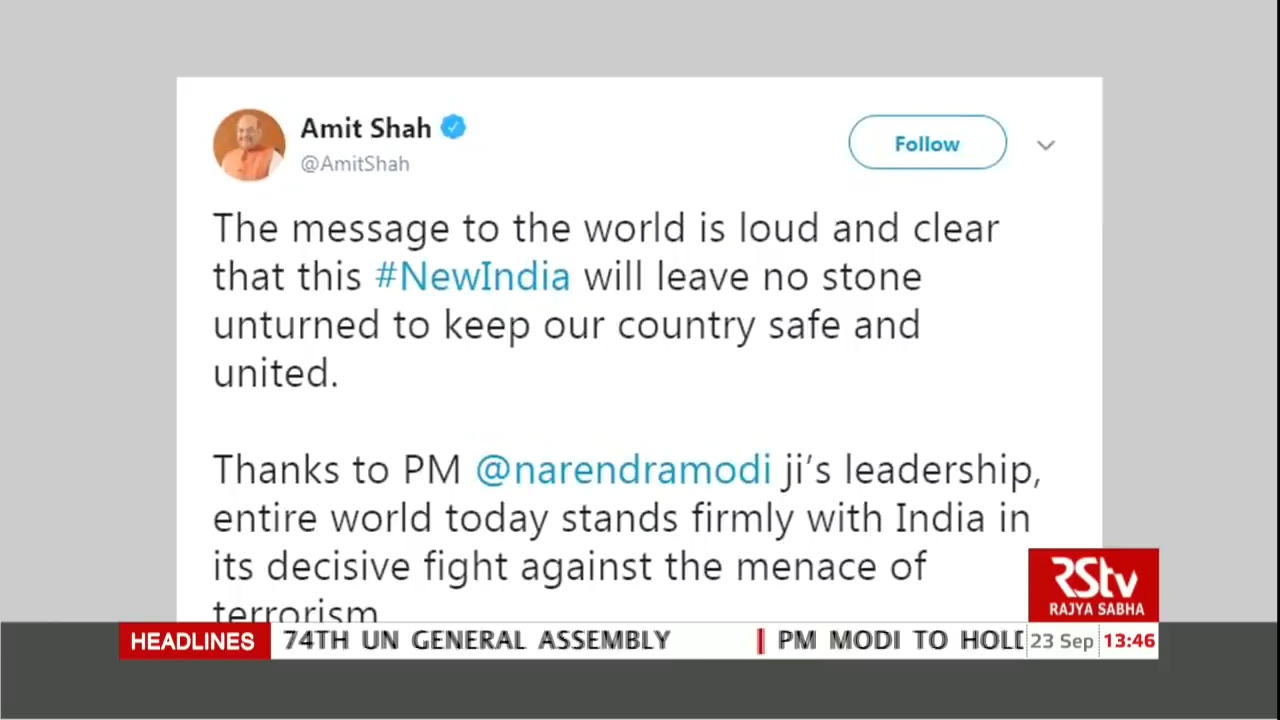 Amit Shah
@AmitShah
Follow
The message to the world is loud and clear
that this #NewIndia will leave no stone
unturned to keep our country safe and
united.
Thanks to PM @narendramodi ji's leadership,
entire world today stands firmly with India in
its decisive fight against the menace of
terrorism
RStv
RAJYA SABHA
HEADLINES 74TH UN GENERAL ASSEMBLY | PM MODI TO HOLD 23 Sep 13:46